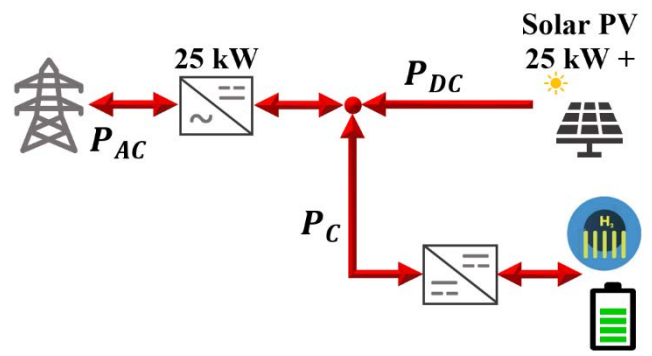 Solar PV
25 kW
25 kW +
P_DC
P_AC
P_C
H₂